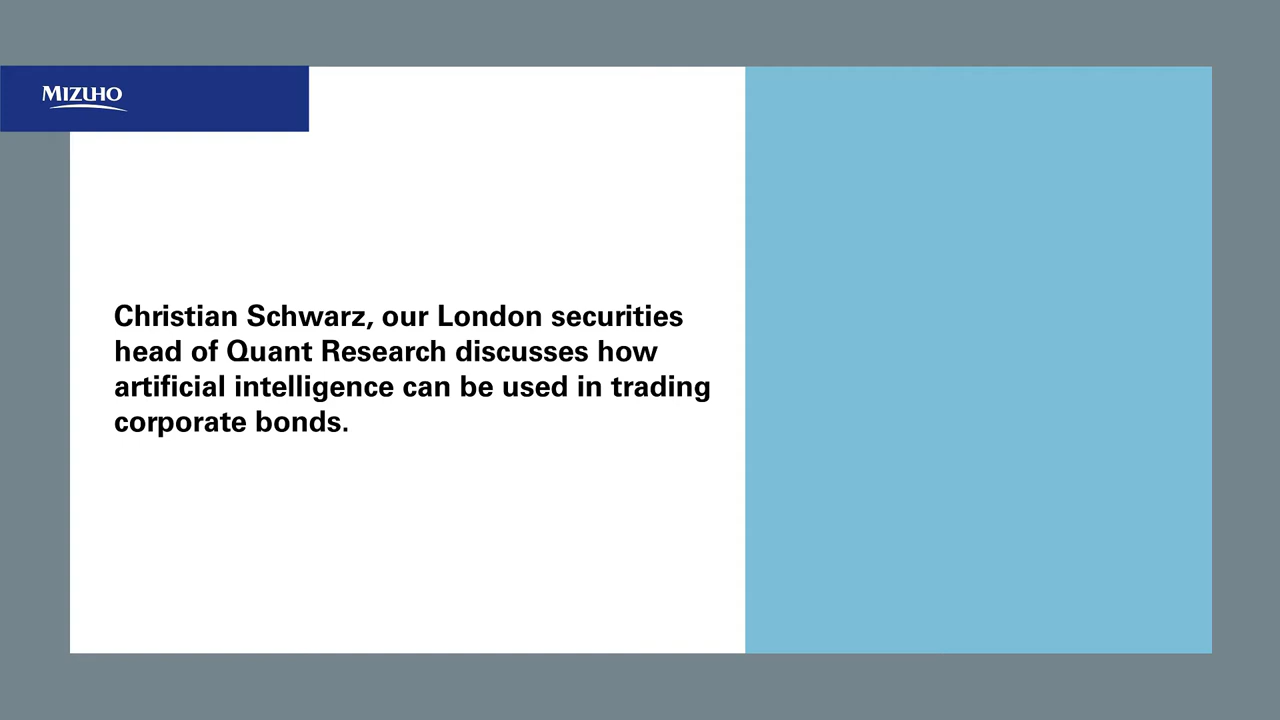 MIZUHO
Christian Schwarz, our London securities
head of Quant Research discusses how
artificial intelligence can be used in trading
corporate bonds.